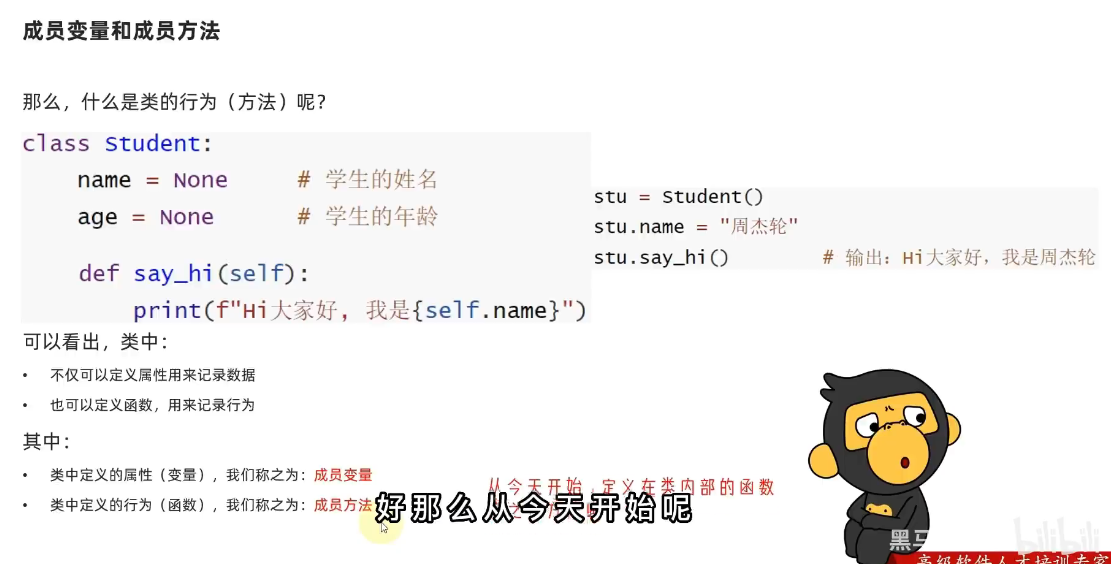 成员变量和成员方法
那么，什么是类的行为（方法）呢？
class Student:
    name = None     # 学生的姓名
    age = None      # 学生的年龄
    def say_hi(self):
        print(f"Hi大家好，我是{self.name}")
stu = Student()
stu.name = "周杰轮"
stu.say_hi()       # 输出：Hi大家好，我是周杰轮
可以看出，类中：
• 不仅可以定义属性用来记录数据
• 也可以定义函数，用来记录行为
其中：
• 类中定义的属性（变量），我们称之为：成员变量
• 类中定义的行为（函数），我们称之为：成员方法
从今天开始，定义在类内部的函数
好那么从今天开始呢
黑马
bilibili
高级软件人才培训专家